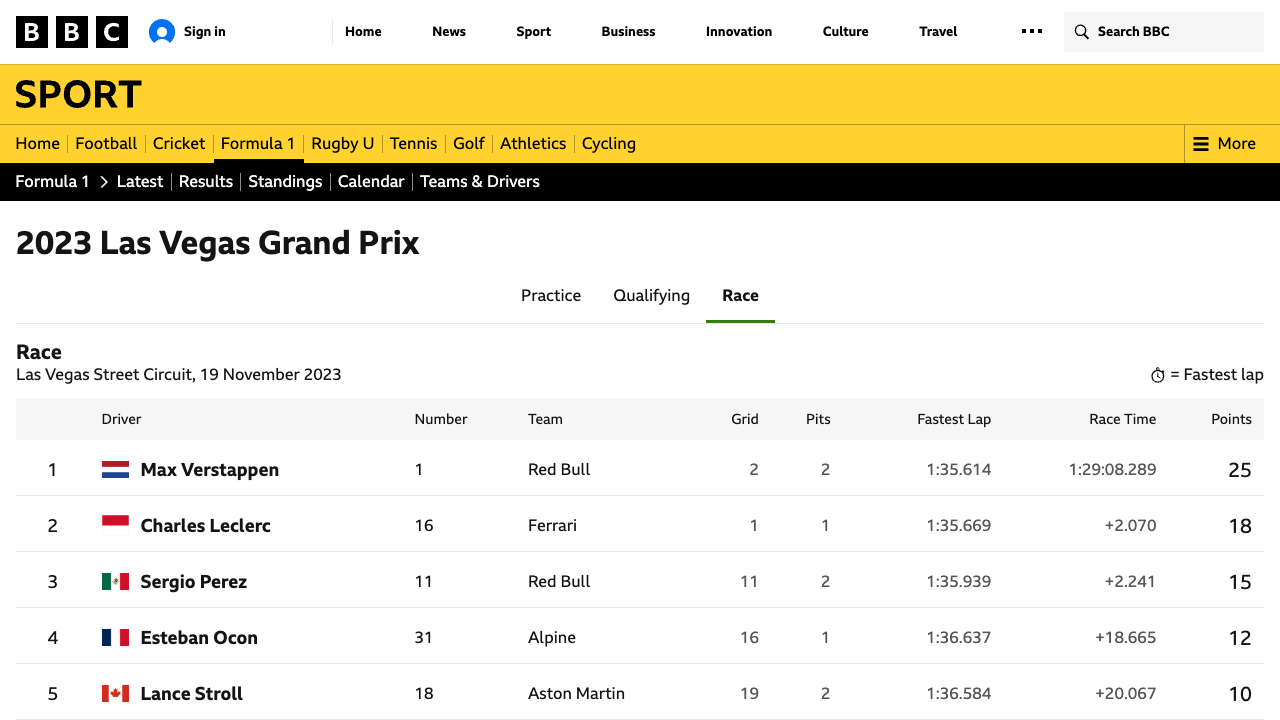 BBC Sign in Home News Sport Business Innovation Culture Travel Search BBC
SPORT
Home Football Cricket Formula 1 Rugby U Tennis Golf Athletics Cycling More
Formula 1 Latest Results Standings Calendar Teams & Drivers
2023 Las Vegas Grand Prix
Practice Qualifying Race
Race
Las Vegas Street Circuit, 19 November 2023 = Fastest lap
Driver Number Team Grid Pits Fastest Lap Race Time Points
1 Max Verstappen 1 Red Bull 2 2 1:35.614 1:29:08.289 25
2 Charles Leclerc 16 Ferrari 1 1 1:35.669 +2.070 18
3 Sergio Perez 11 Red Bull 11 2 1:35.939 +2.241 15
4 Esteban Ocon 31 Alpine 16 1 1:36.637 +18.665 12
5 Lance Stroll 18 Aston Martin 19 2 1:36.584 +20.067 10